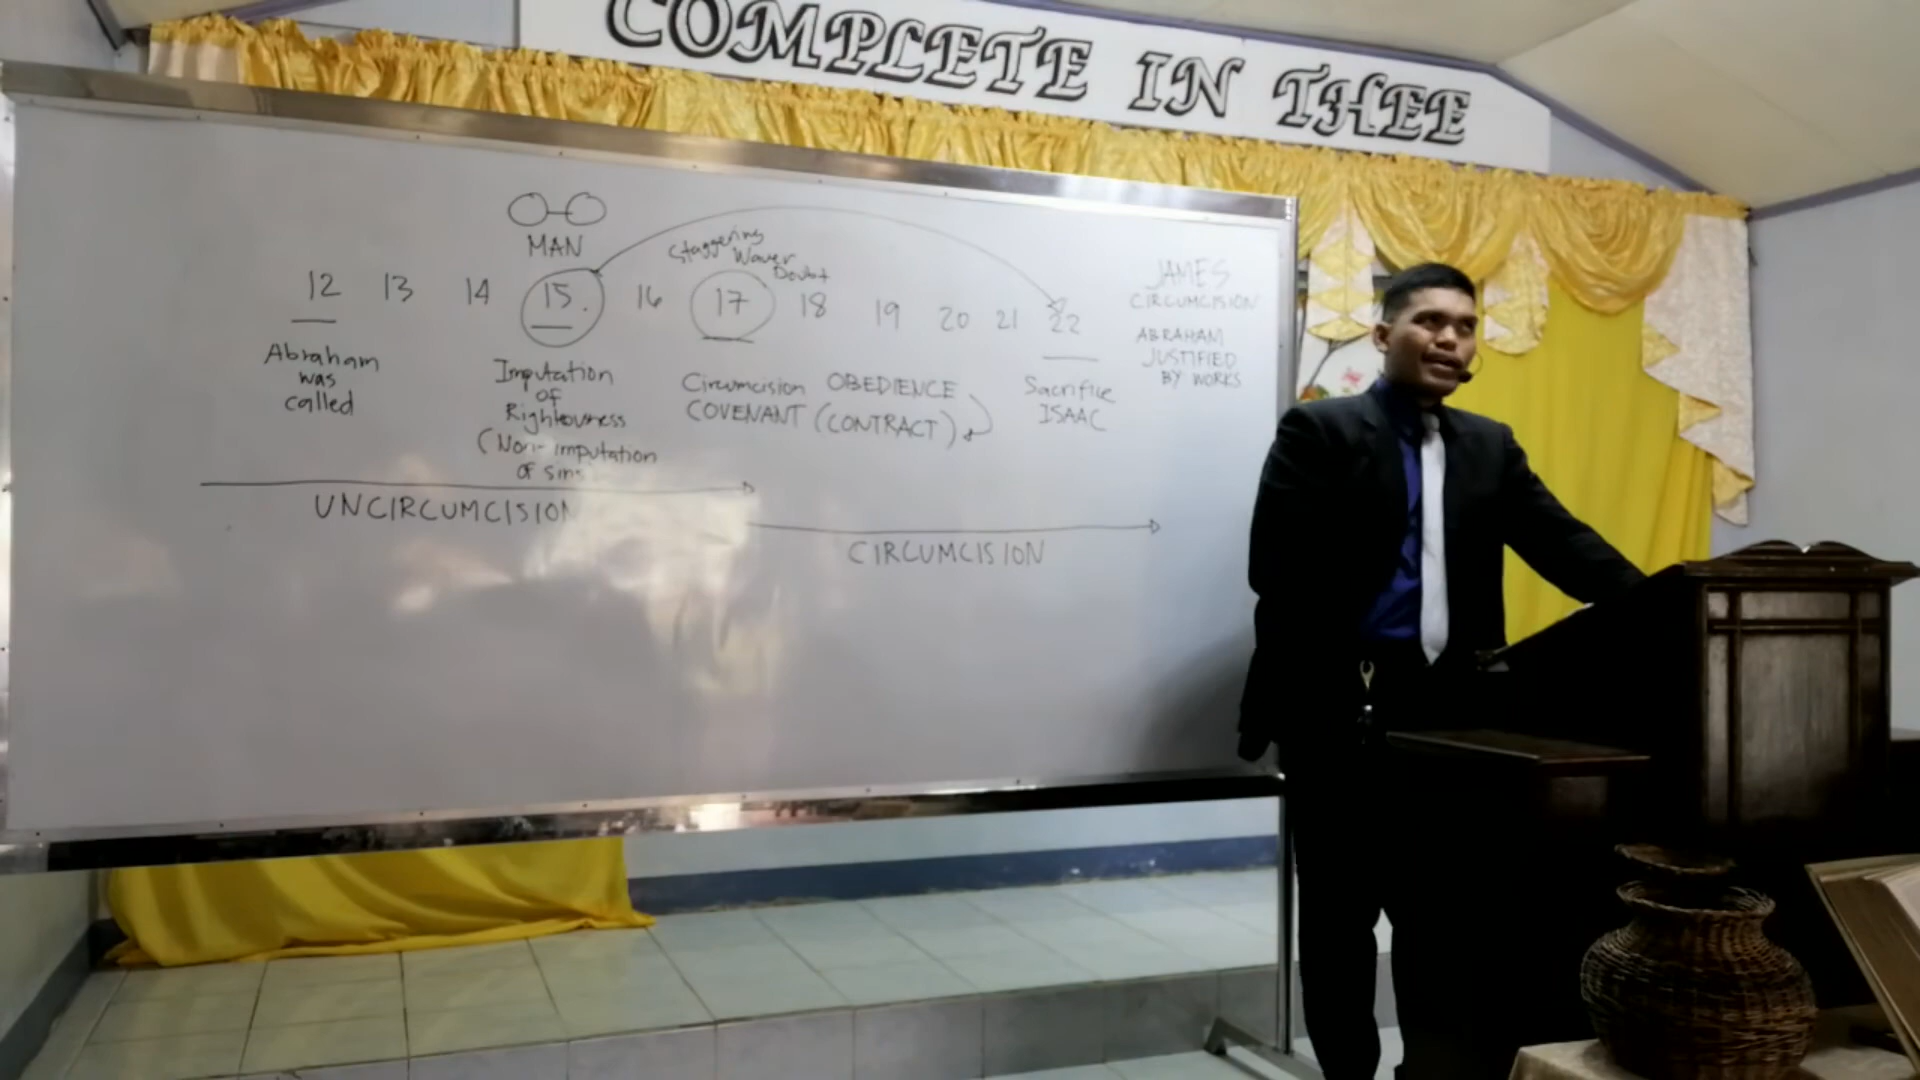 COMPLETE IN THEE
MAN
Staggering
Waver
Doubt
12 13 14 15. 16 17 18 19 20 21 22
Abraham
was
called
Imputation
of
Righteousness
(Non-imputation
of sins)
Circumcision OBEDIENCE
COVENANT (CONTRACT)
Sacrifice
ISAAC
JAMES
CIRCUMCISION
ABRAHAM
JUSTIFIED
BY WORKS
UNCIRCUMCISION
CIRCUMCISION